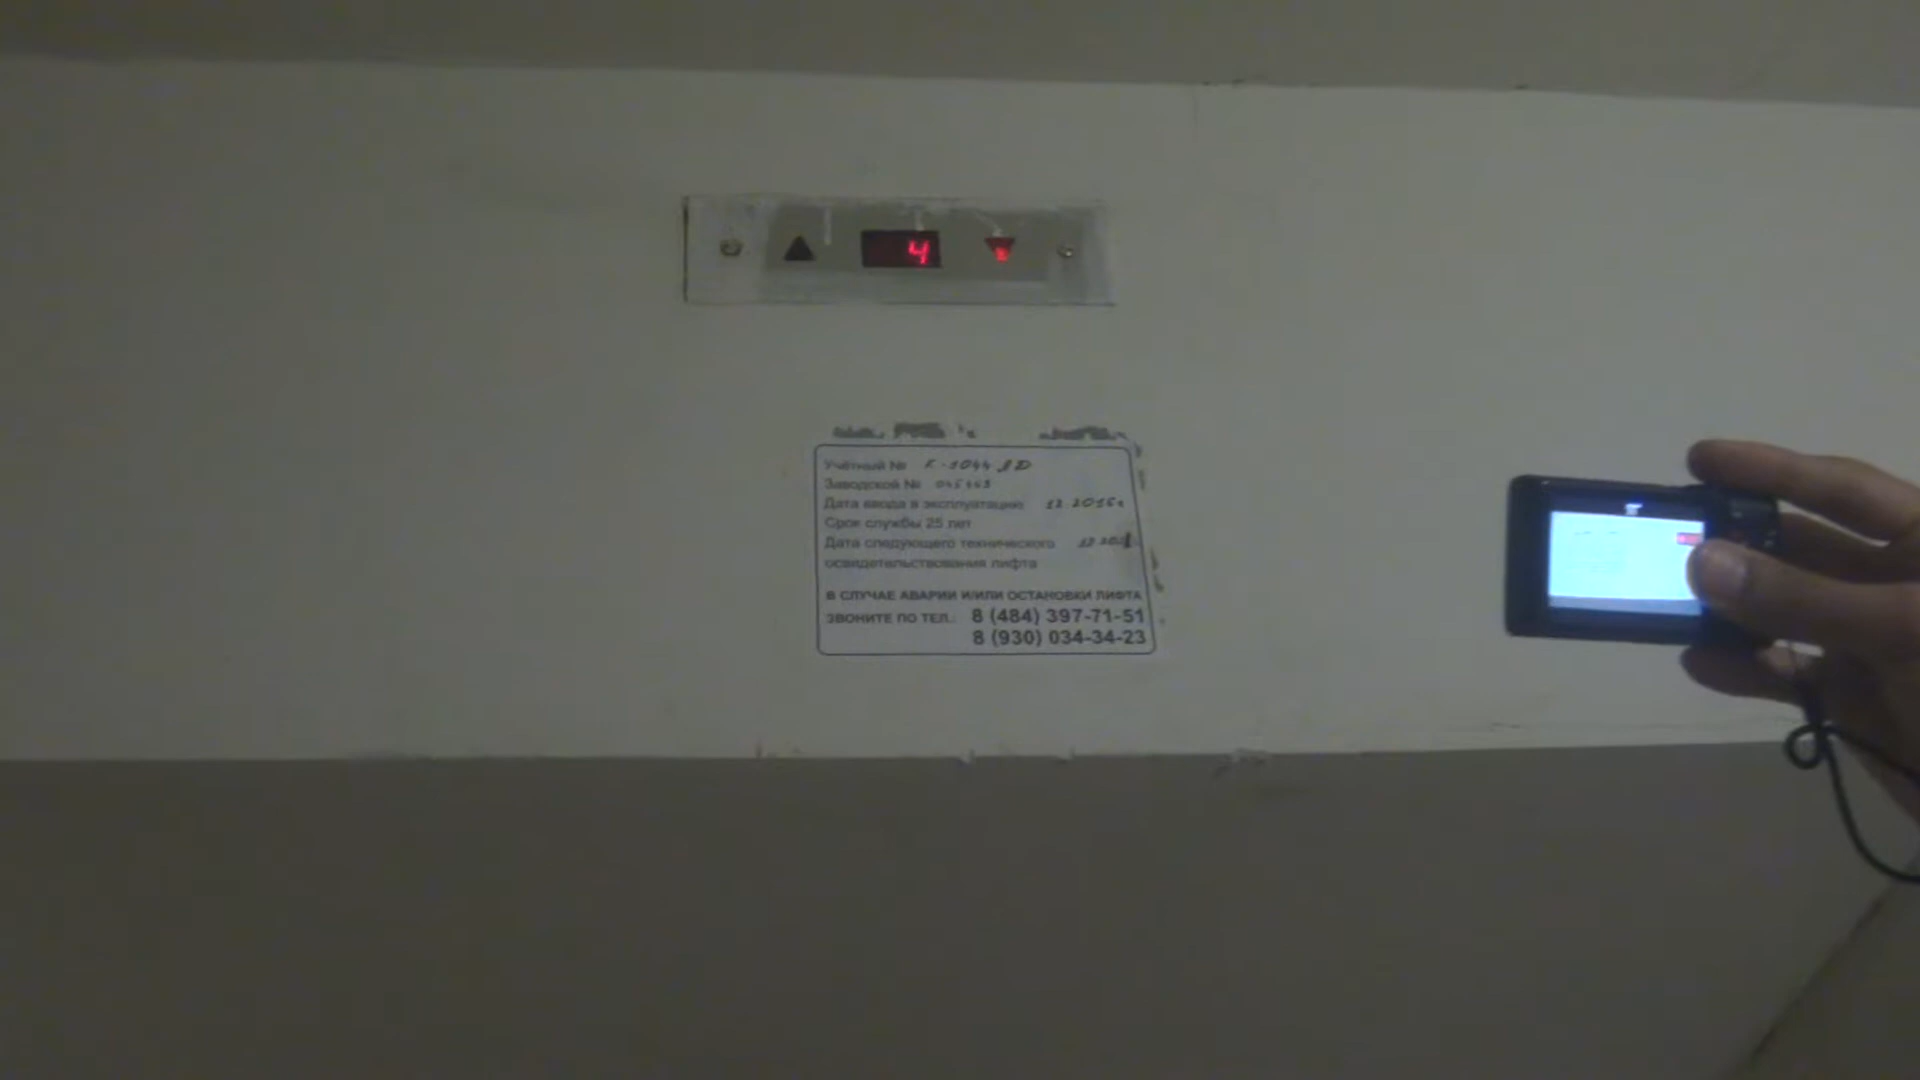 4
Учётный №
Заводской №
Дата ввода в эксплуатацию
Срок службы 25 лет
Дата следующего технического
освидетельствования лифта
В СЛУЧАЕ АВАРИИ И/ИЛИ ОСТАНОВКИ ЛИФТА
ЗВОНИТЕ ПО ТЕЛ.: 8 (484) 397-71-51
8 (930) 034-34-23